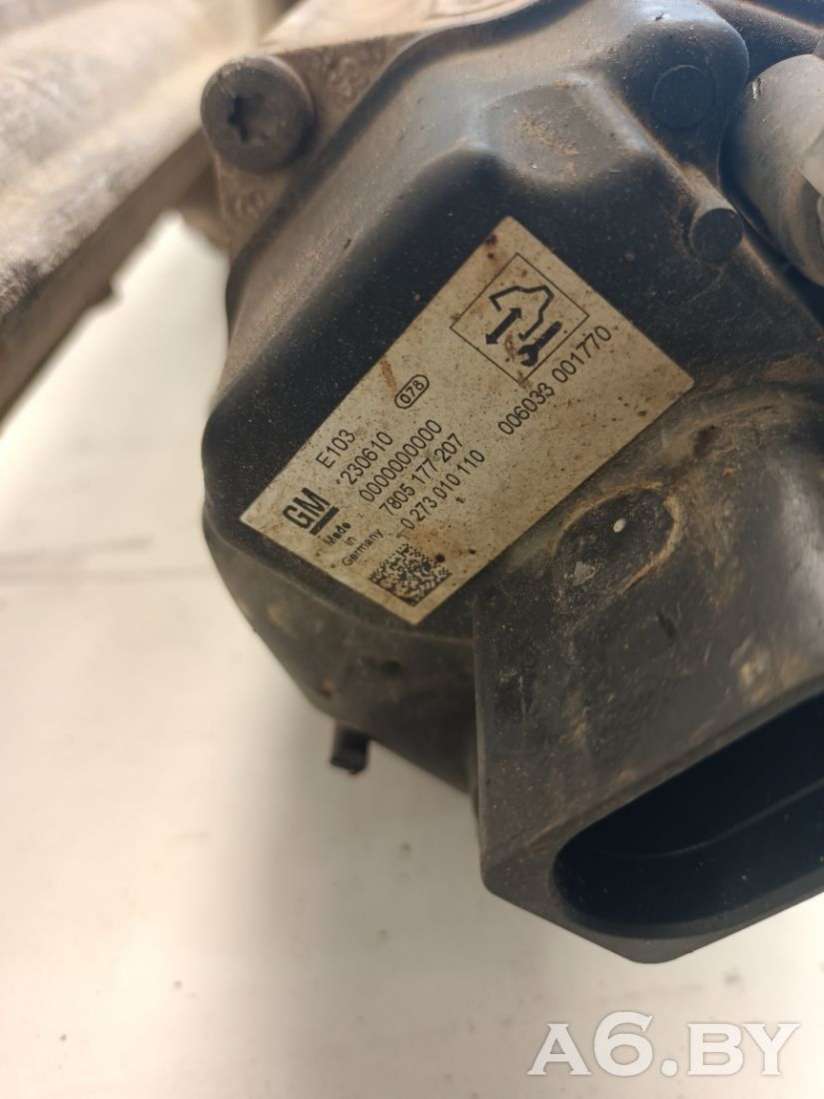 E103
230610 078
0000000000
7805 177 207
0 273 010 110 006033 001770
GM
Made
in
Germany
A6.BY